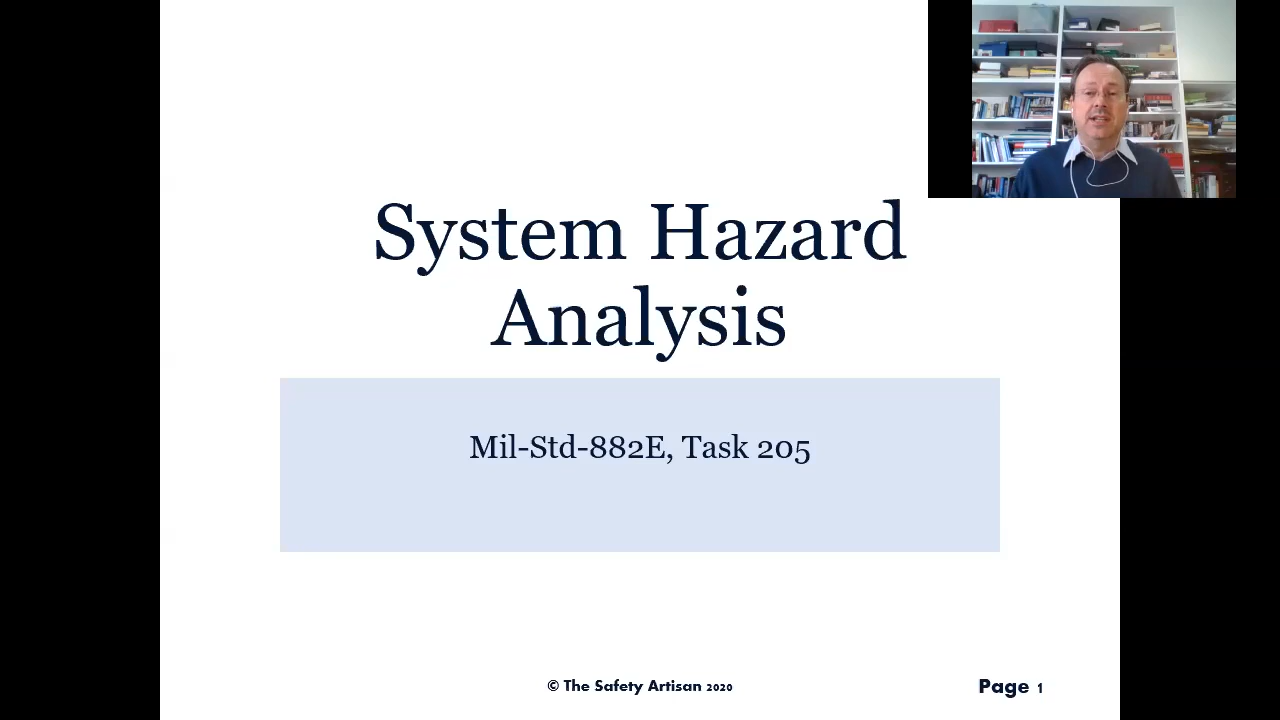 System Hazard
Analysis
Mil-Std-882E, Task 205
© The Safety Artisan 2020
Page 1